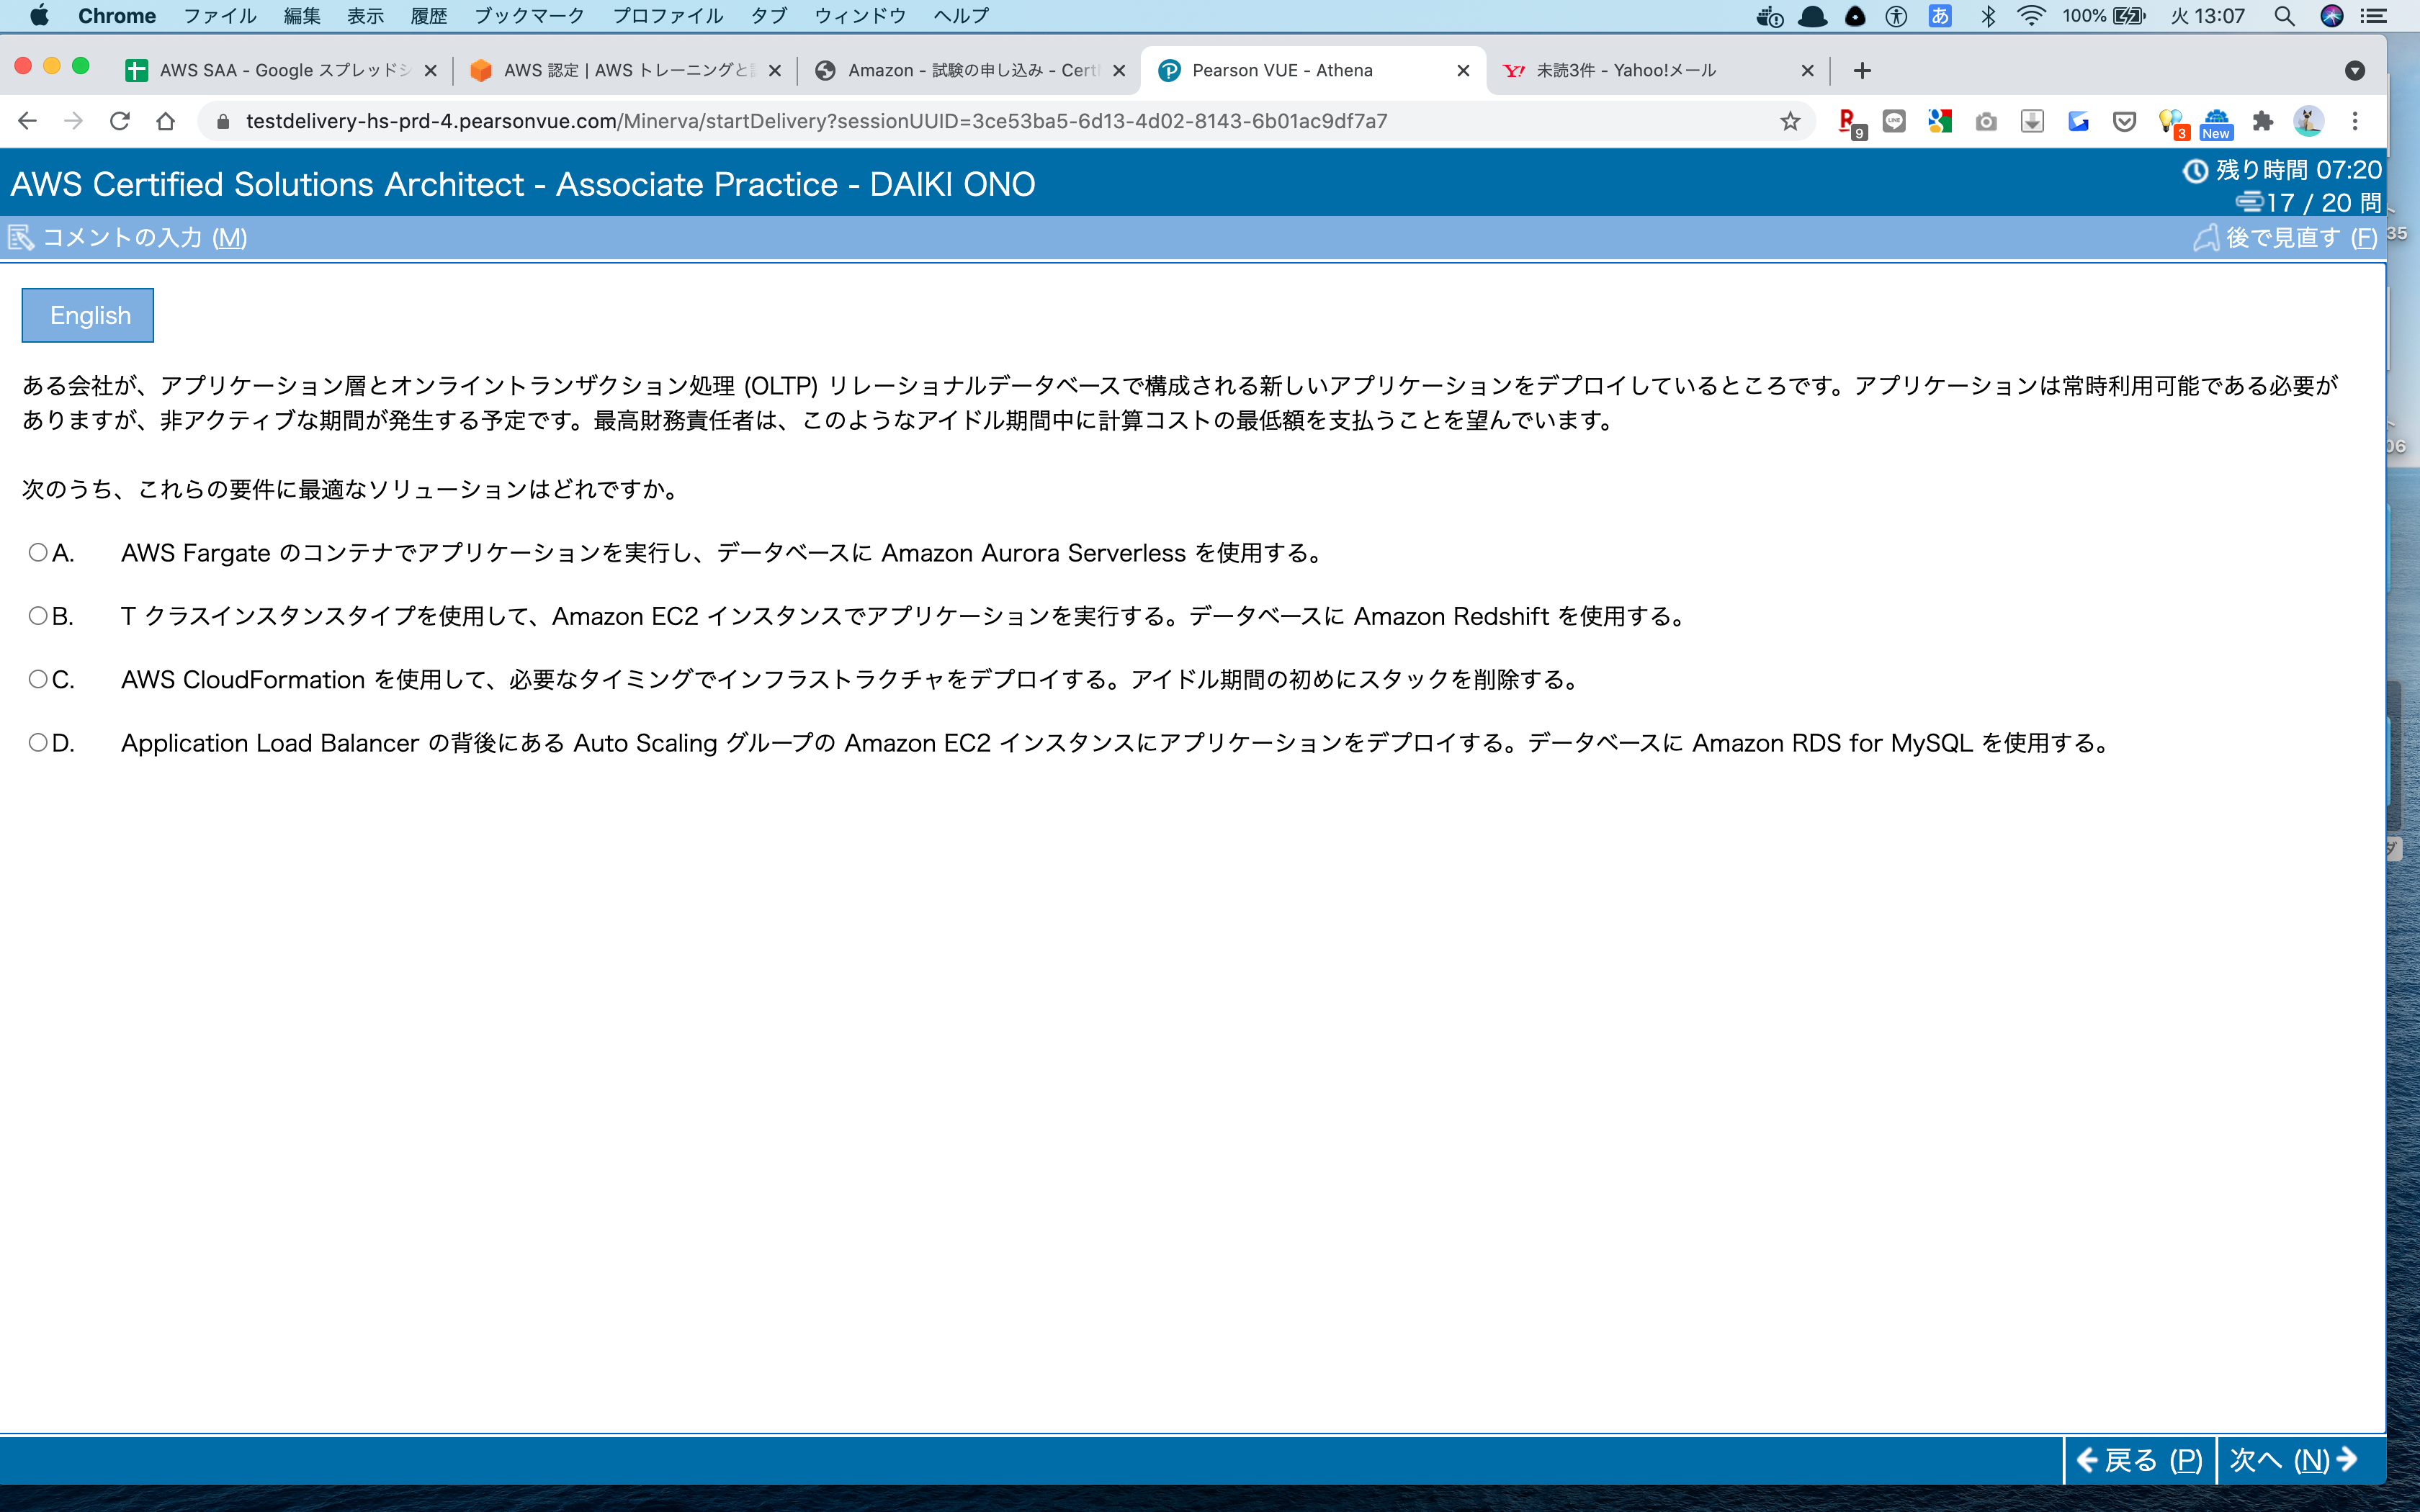 Chrome ファイル 編集 表示 履歴 ブックマーク プロファイル タブ ウィンドウ ヘルプ あ 100% 火 13:07
AWS SAA - Google スプレッドシ AWS 認定 | AWS トレーニングと Amazon - 試験の申し込み - Cert Pearson VUE - Athena Y! 未読3件 - Yahoo!メール
testdelivery-hs-prd-4.pearsonvue.com/Minerva/startDelivery?sessionUUID=3ce53ba5-6d13-4d02-8143-6b01ac9df7a7 R 9 LINE 3 New
AWS Certified Solutions Architect - Associate Practice - DAIKI ONO
残り時間 07:20
17 / 20 問
コメントの入力 (M) 後で見直す (F)
35
English
ある会社が、アプリケーション層とオンライントランザクション処理 (OLTP) リレーショナルデータベースで構成される新しいアプリケーションをデプロイしているところです。アプリケーションは常時利用可能である必要が
ありますが、非アクティブな期間が発生する予定です。最高財務責任者は、このようなアイドル期間中に計算コストの最低額を支払うことを望んでいます。
06
次のうち、これらの要件に最適なソリューションはどれですか。
A. AWS Fargate のコンテナでアプリケーションを実行し、データベースに Amazon Aurora Serverless を使用する。
B. T クラスインスタンスタイプを使用して、Amazon EC2 インスタンスでアプリケーションを実行する。データベースに Amazon Redshift を使用する。
C. AWS CloudFormation を使用して、必要なタイミングでインフラストラクチャをデプロイする。アイドル期間の初めにスタックを削除する。
D. Application Load Balancer の背後にある Auto Scaling グループの Amazon EC2 インスタンスにアプリケーションをデプロイする。データベースに Amazon RDS for MySQL を使用する。
戻る (P) 次へ (N)